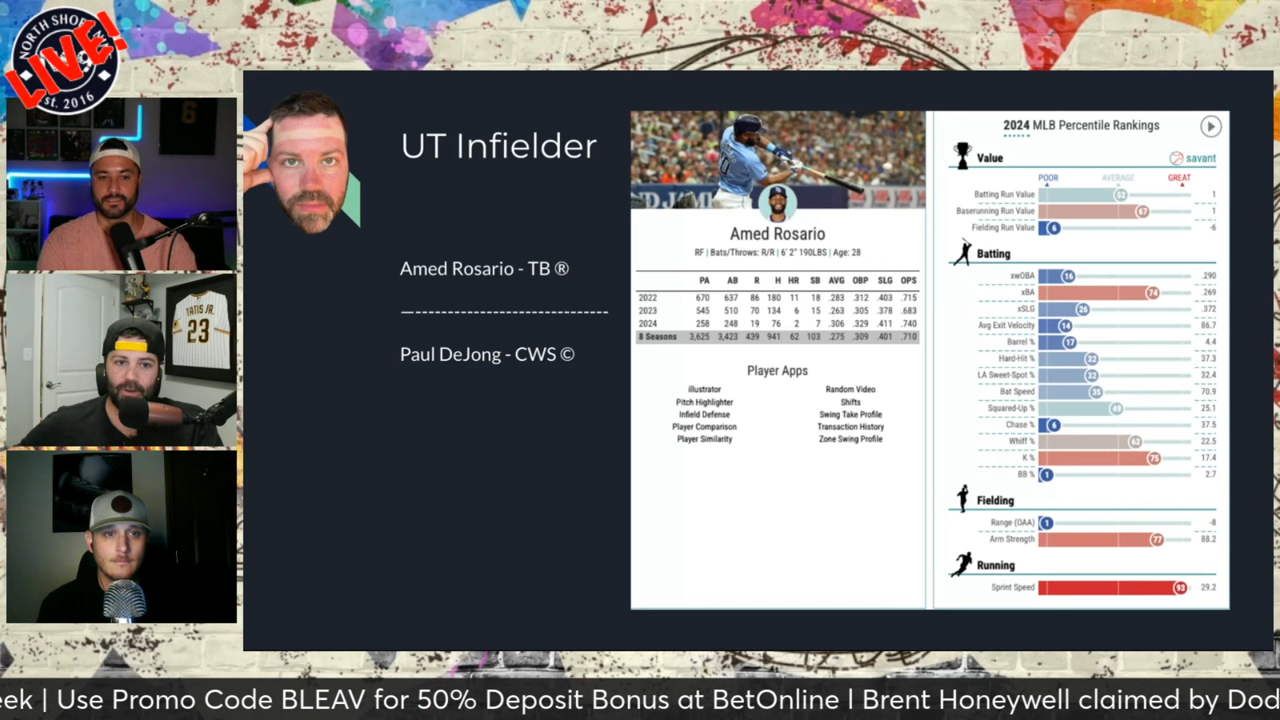 NORTH SHORE
LIVE!
Est. 2016
6
TATIS JR.
23
UT Infielder
Amed Rosario - TB ®
—------------------------------
Paul DeJong - CWS ©
Amed Rosario
RF | Bats/Throws: R/R | 6' 2" 190LBS | Age: 28
PA AB R H HR SB AVG OBP SLG OPS
2022 670 637 86 180 11 18 .283 .312 .403 .715
2023 545 510 70 134 6 15 .263 .305 .378 .683
2024 258 248 19 76 2 7 .306 .329 .411 .740
8 Seasons 3,625 3,423 439 941 62 103 .275 .309 .401 .710
Player Apps
illustrator Random Video
Pitch Highlighter Shifts
Infield Defense Swing Take Profile
Player Comparison Transaction History
Player Similarity Zone Swing Profile
2024 MLB Percentile Rankings
Value savant
POOR AVERAGE GREAT
Batting Run Value 52 1
Baserunning Run Value 67 1
Fielding Run Value 6 -6
Batting
xwOBA 16 .290
xBA 74 .269
xSLG 26 .372
Avg Exit Velocity 14 86.7
Barrel % 17 4.4
Hard-Hit % 32 37.3
LA Sweet-Spot % 32 32.4
Bat Speed 35 70.9
Squared-Up % 49 25.1
Chase % 6 37.5
Whiff % 63 22.5
K % 75 17.4
BB % 1 2.7
Fielding
Range (OAA) 1 -8
Arm Strength 77 88.2
Running
Sprint Speed 93 29.2
eek | Use Promo Code BLEAV for 50% Deposit Bonus at BetOnline | Brent Honeywell claimed by Dod